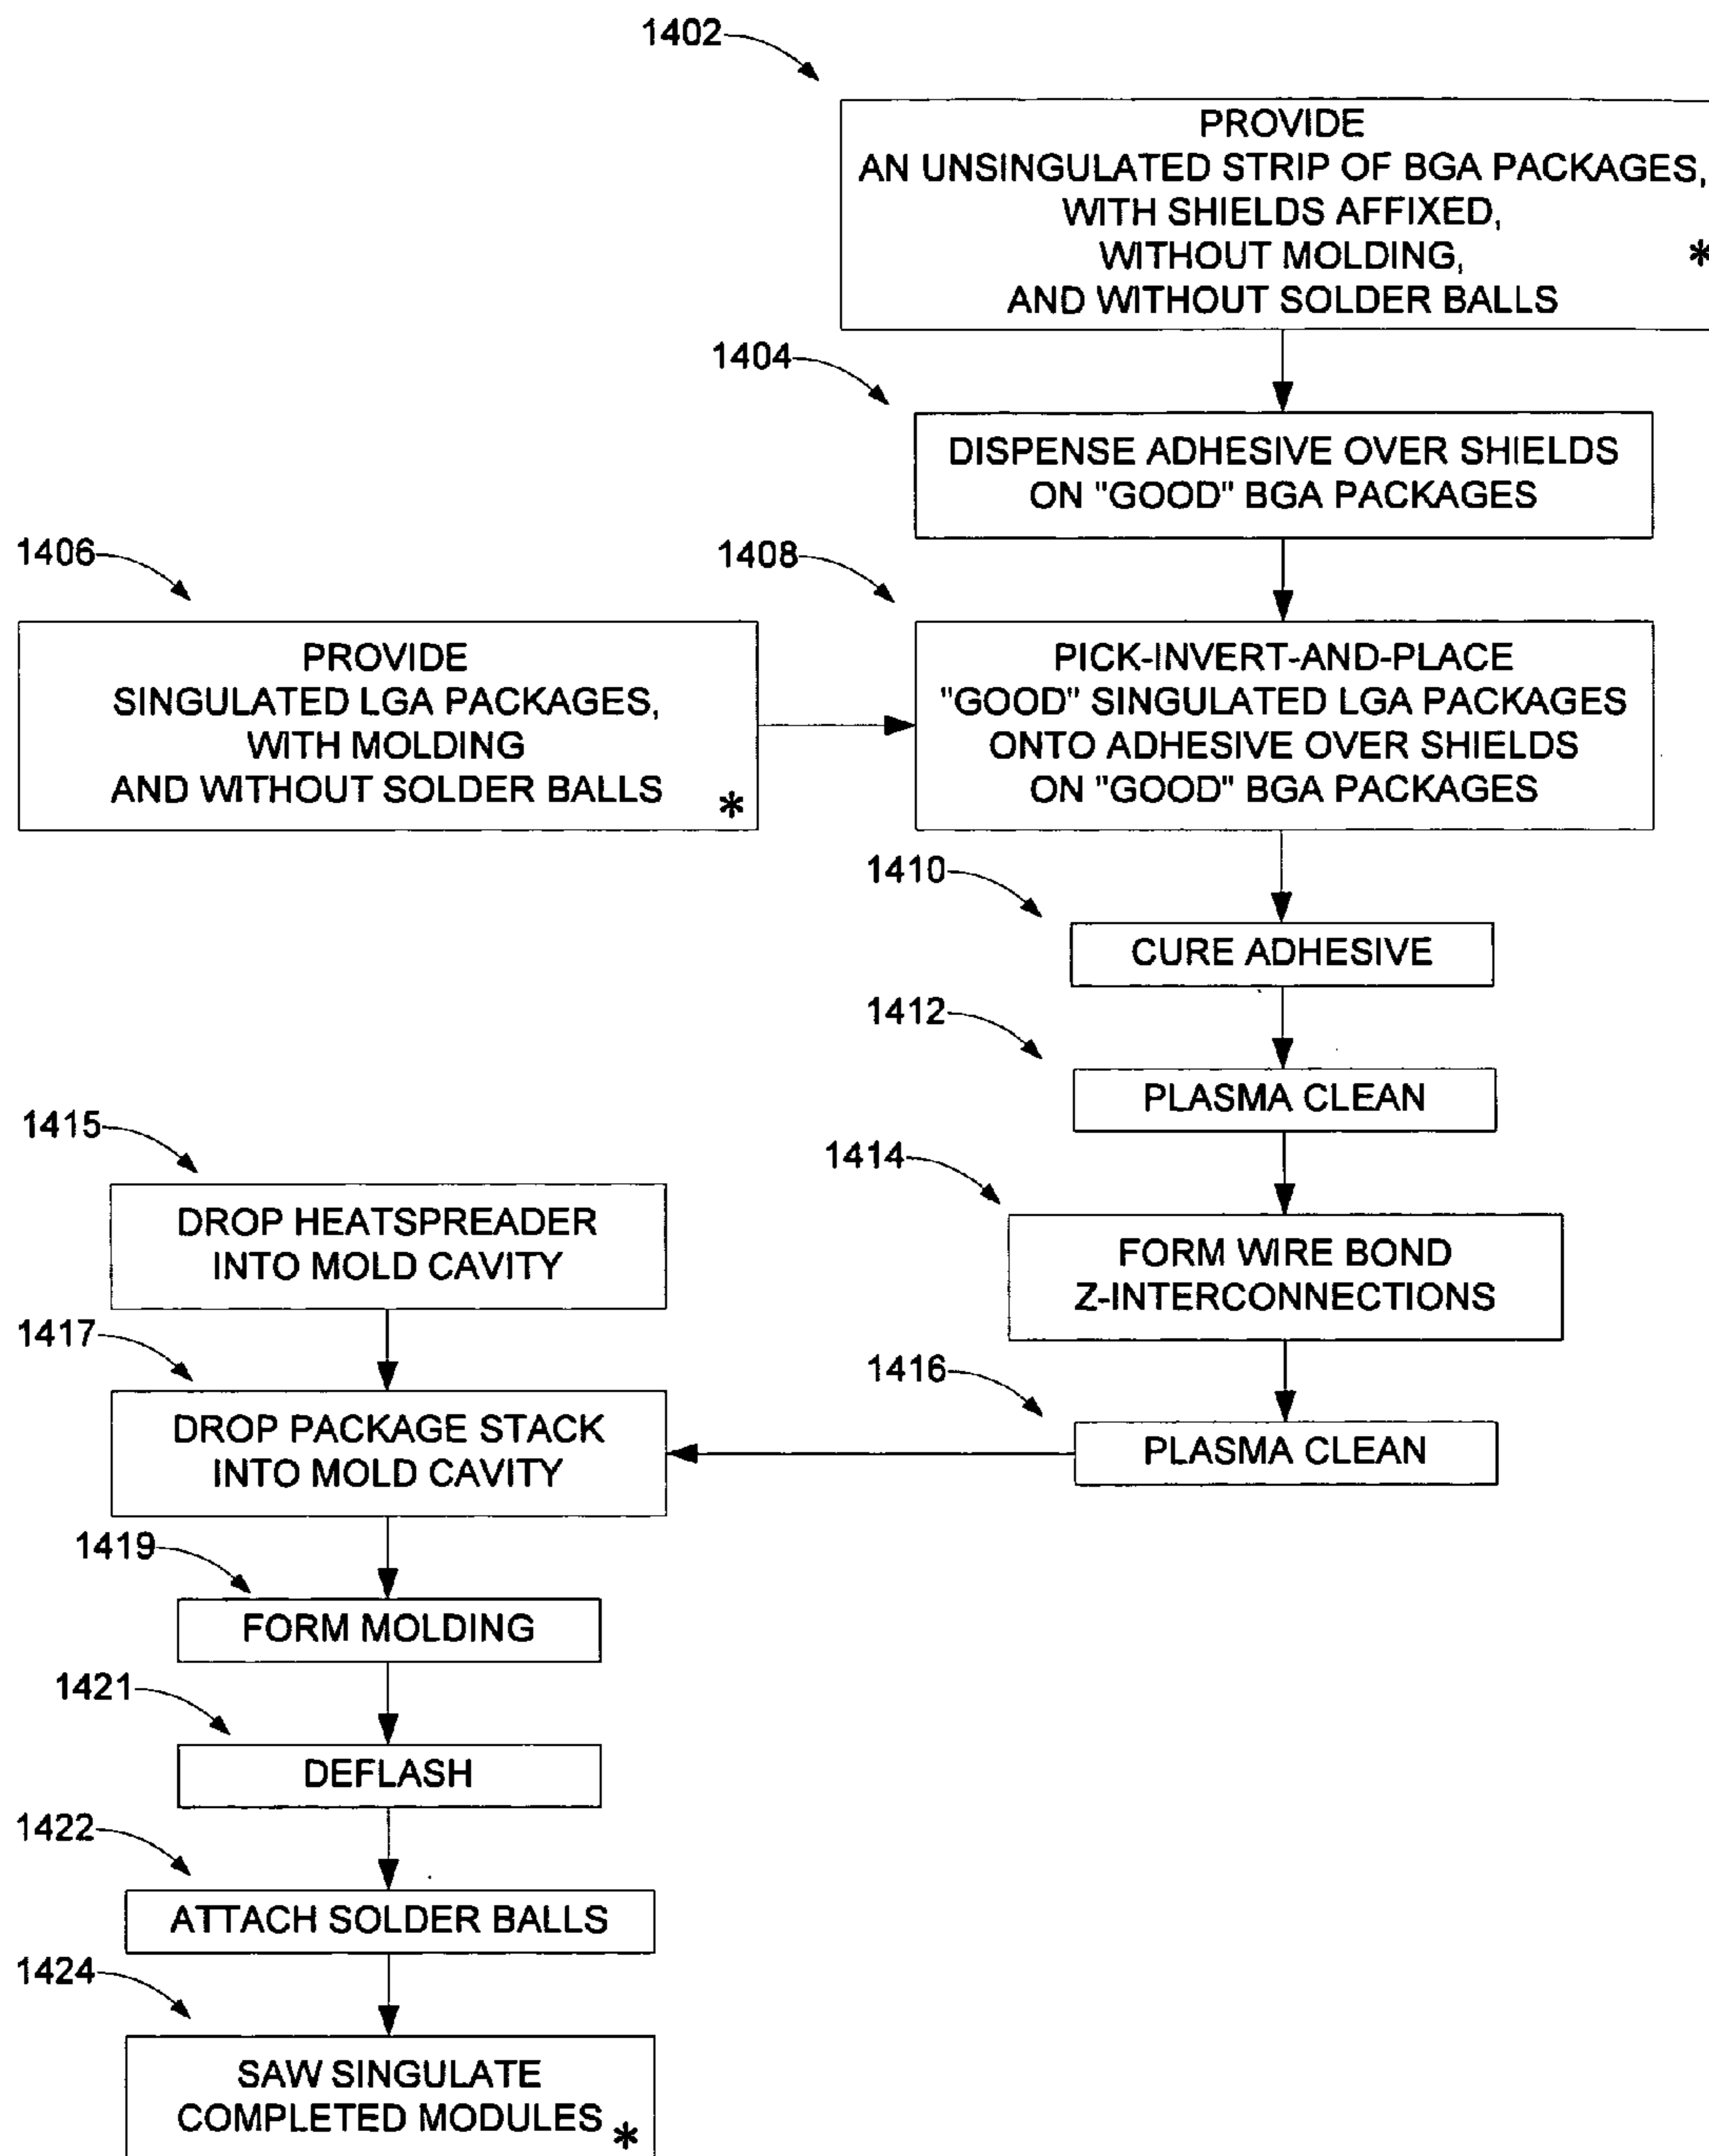 1402
PROVIDE
AN UNSINGULATED STRIP OF BGA PACKAGES,
WITH SHIELDS AFFIXED,
WITHOUT MOLDING,
AND WITHOUT SOLDER BALLS
*
1404
DISPENSE ADHESIVE OVER SHIELDS
ON "GOOD" BGA PACKAGES
1406
PROVIDE
SINGULATED LGA PACKAGES,
WITH MOLDING
AND WITHOUT SOLDER BALLS
*
1408
PICK-INVERT-AND-PLACE
"GOOD" SINGULATED LGA PACKAGES
ONTO ADHESIVE OVER SHIELDS
ON "GOOD" BGA PACKAGES
1410
CURE ADHESIVE
1412
PLASMA CLEAN
1414
FORM WIRE BOND
Z-INTERCONNECTIONS
1415
DROP HEATSPREADER
INTO MOLD CAVITY
1416
PLASMA CLEAN
1417
DROP PACKAGE STACK
INTO MOLD CAVITY
1419
FORM MOLDING
1421
DEFLASH
1422
ATTACH SOLDER BALLS
1424
SAW SINGULATE
COMPLETED MODULES
*